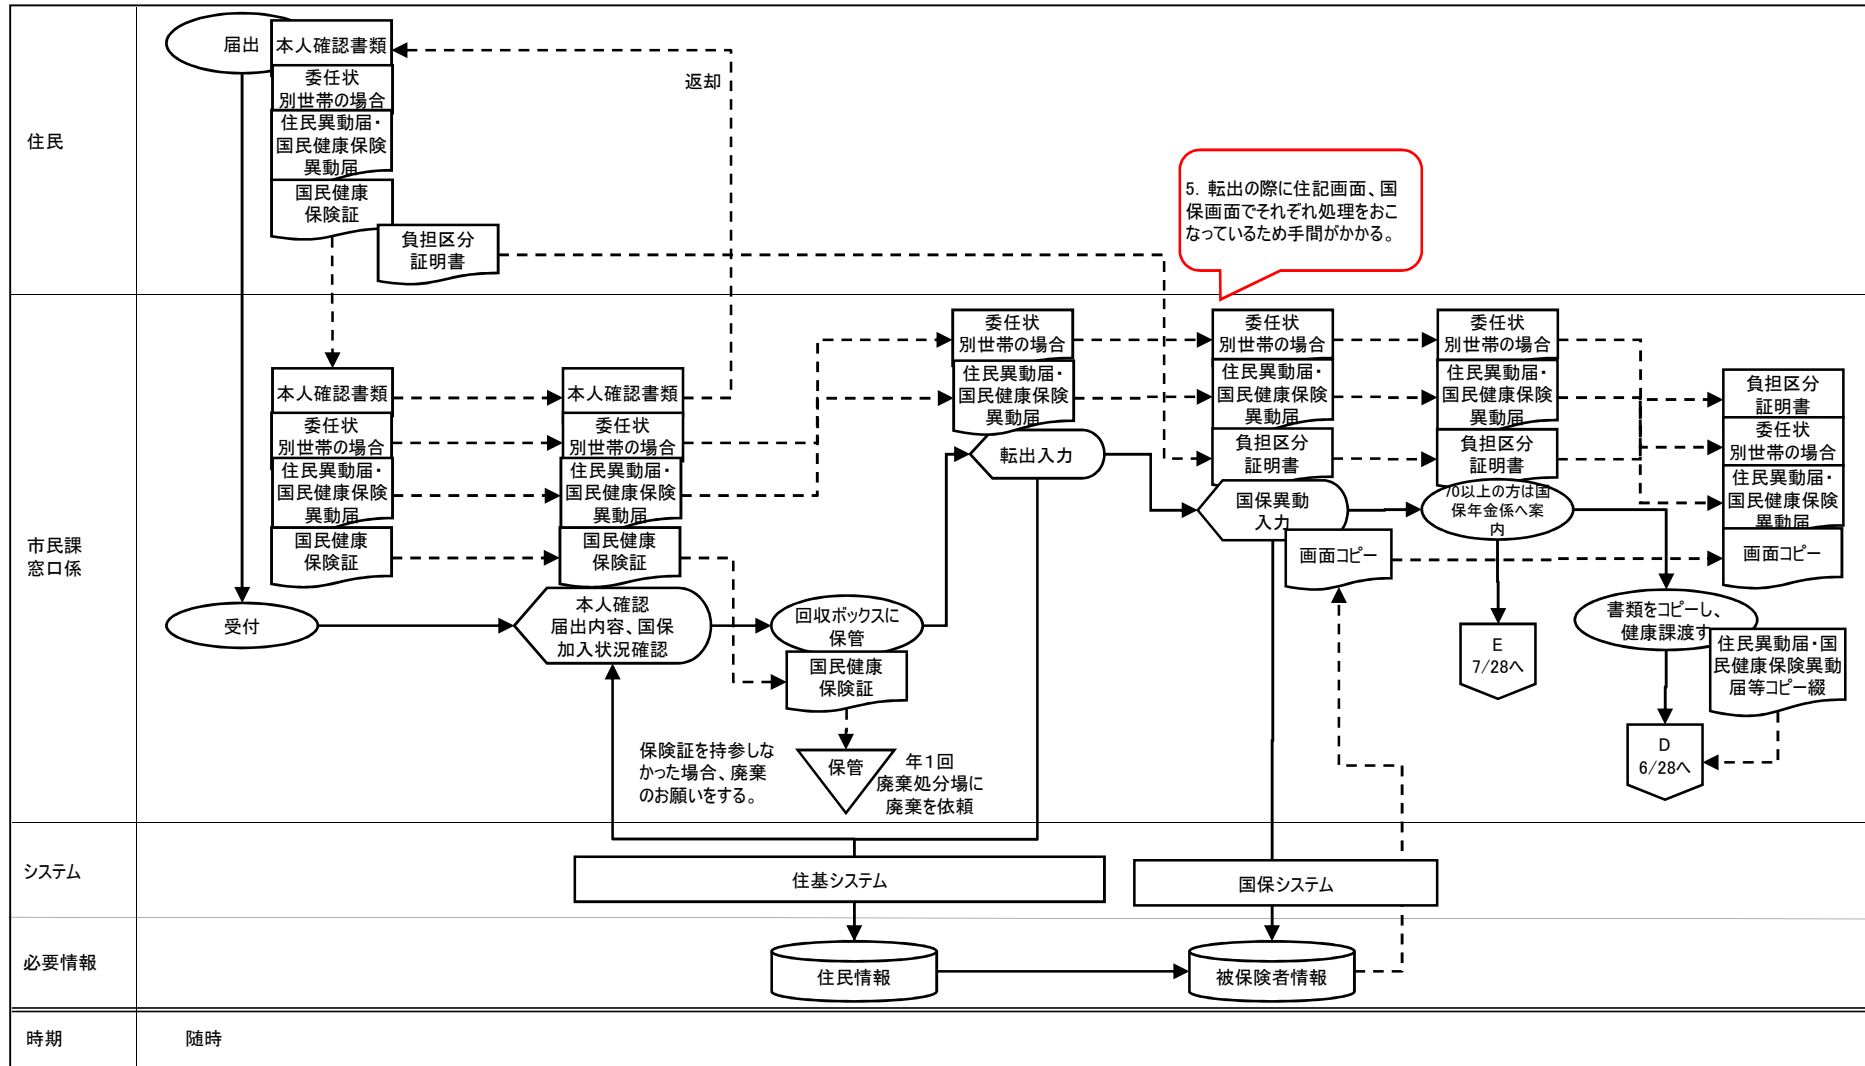 住民
届出
本人確認書類
委任状
別世帯の場合
住民異動届・
国民健康保険
異動届
国民健康
保険証
負担区分
証明書
返却
5. 転出の際に住記画面、国
保画面でそれぞれ処理をおこ
なっているため手間がかかる。
市民課
窓口係
本人確認書類
委任状
別世帯の場合
住民異動届・
国民健康保険
異動届
国民健康
保険証
受付
本人確認書類
委任状
別世帯の場合
住民異動届・
国民健康保険
異動届
国民健康
保険証
本人確認
届出内容、国保
加入状況確認
回収ボックスに
保管
国民健康
保険証
保険証を持参しな
かった場合、廃棄
のお願いをする。
保管
年1回
廃棄処分場に
廃棄を依頼
委任状
別世帯の場合
住民異動届・
国民健康保険
異動届
転出入力
委任状
別世帯の場合
住民異動届・
国民健康保険
異動届
負担区分
証明書
国保異動
入力
画面コピー
委任状
別世帯の場合
住民異動届・
国民健康保険
異動届
負担区分
証明書
70以上の方は国
保年金係へ案
内
E
7/28へ
負担区分
証明書
委任状
別世帯の場合
住民異動届・
国民健康保険
異動届
画面コピー
書類をコピーし、
健康課渡す
住民異動届・国
民健康保険異動
届等コピー綴
D
6/28へ
システム
住基システム
国保システム
必要情報
住民情報
被保険者情報
時期
随時